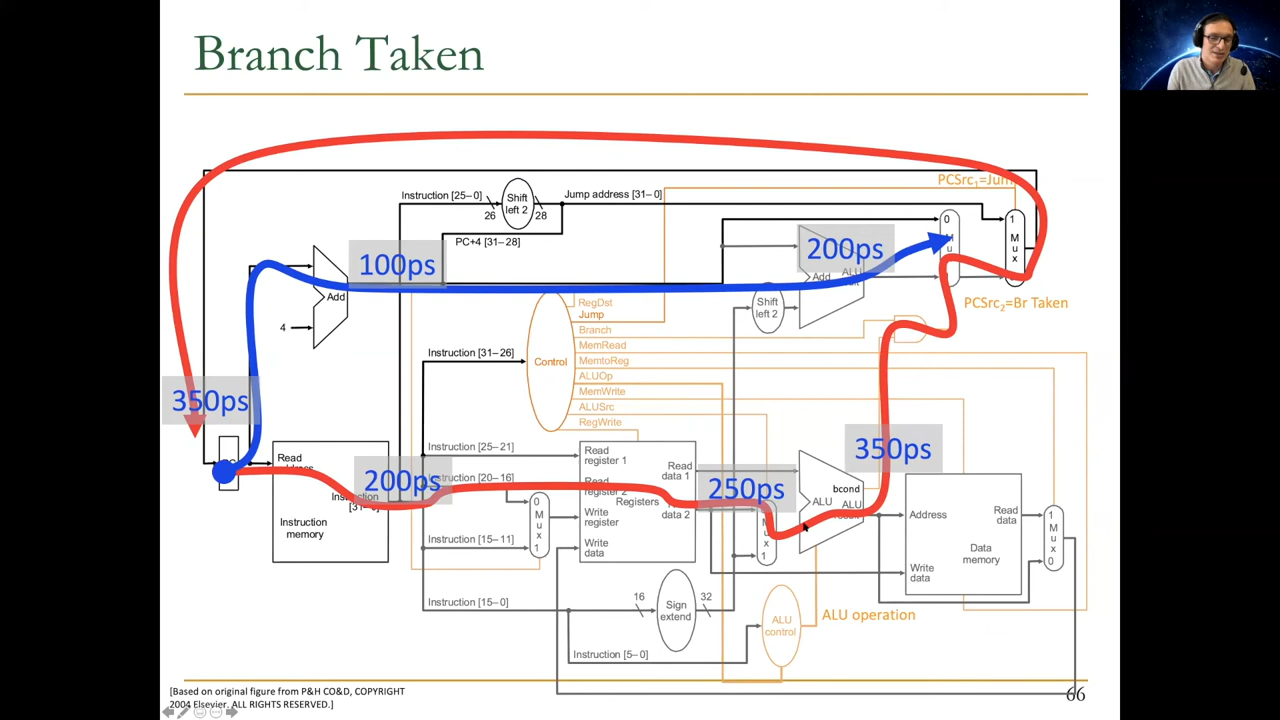 Branch Taken
PCSrc1=Jump
Instruction [25–0]
Shift
left 2
Jump address [31–0]
26
28
PC+4 [31–28]
0
M
u
1
1
M
u
x
100ps
200ps
Add
ALU
Add
4
Shift
left 2
PCSrc2=Br Taken
RegDst
Jump
Branch
MemRead
MemtoReg
ALUOp
MemWrite
ALUSrc
RegWrite
Control
Instruction [31–26]
350ps
Read
Instruction
[31–0]
Instruction
memory
200ps
Instruction [25–21]
Instruction [20–16]
Instruction [15–11]
0
M
u
x
1
Read
register 1
Read
register 2
Registers
Write
register
Write
data
Read
data 1
data 2
250ps
M
u
x
1
350ps
bcond
ALU
ALU
result
Address
Read
data
Data
memory
Write
data
1
M
u
x
0
Instruction [15–0]
16
Sign
extend
32
Instruction [5–0]
ALU
control
ALU operation
[Based on original figure from P&H CO&D, COPYRIGHT
2004 Elsevier. ALL RIGHTS RESERVED.]
66